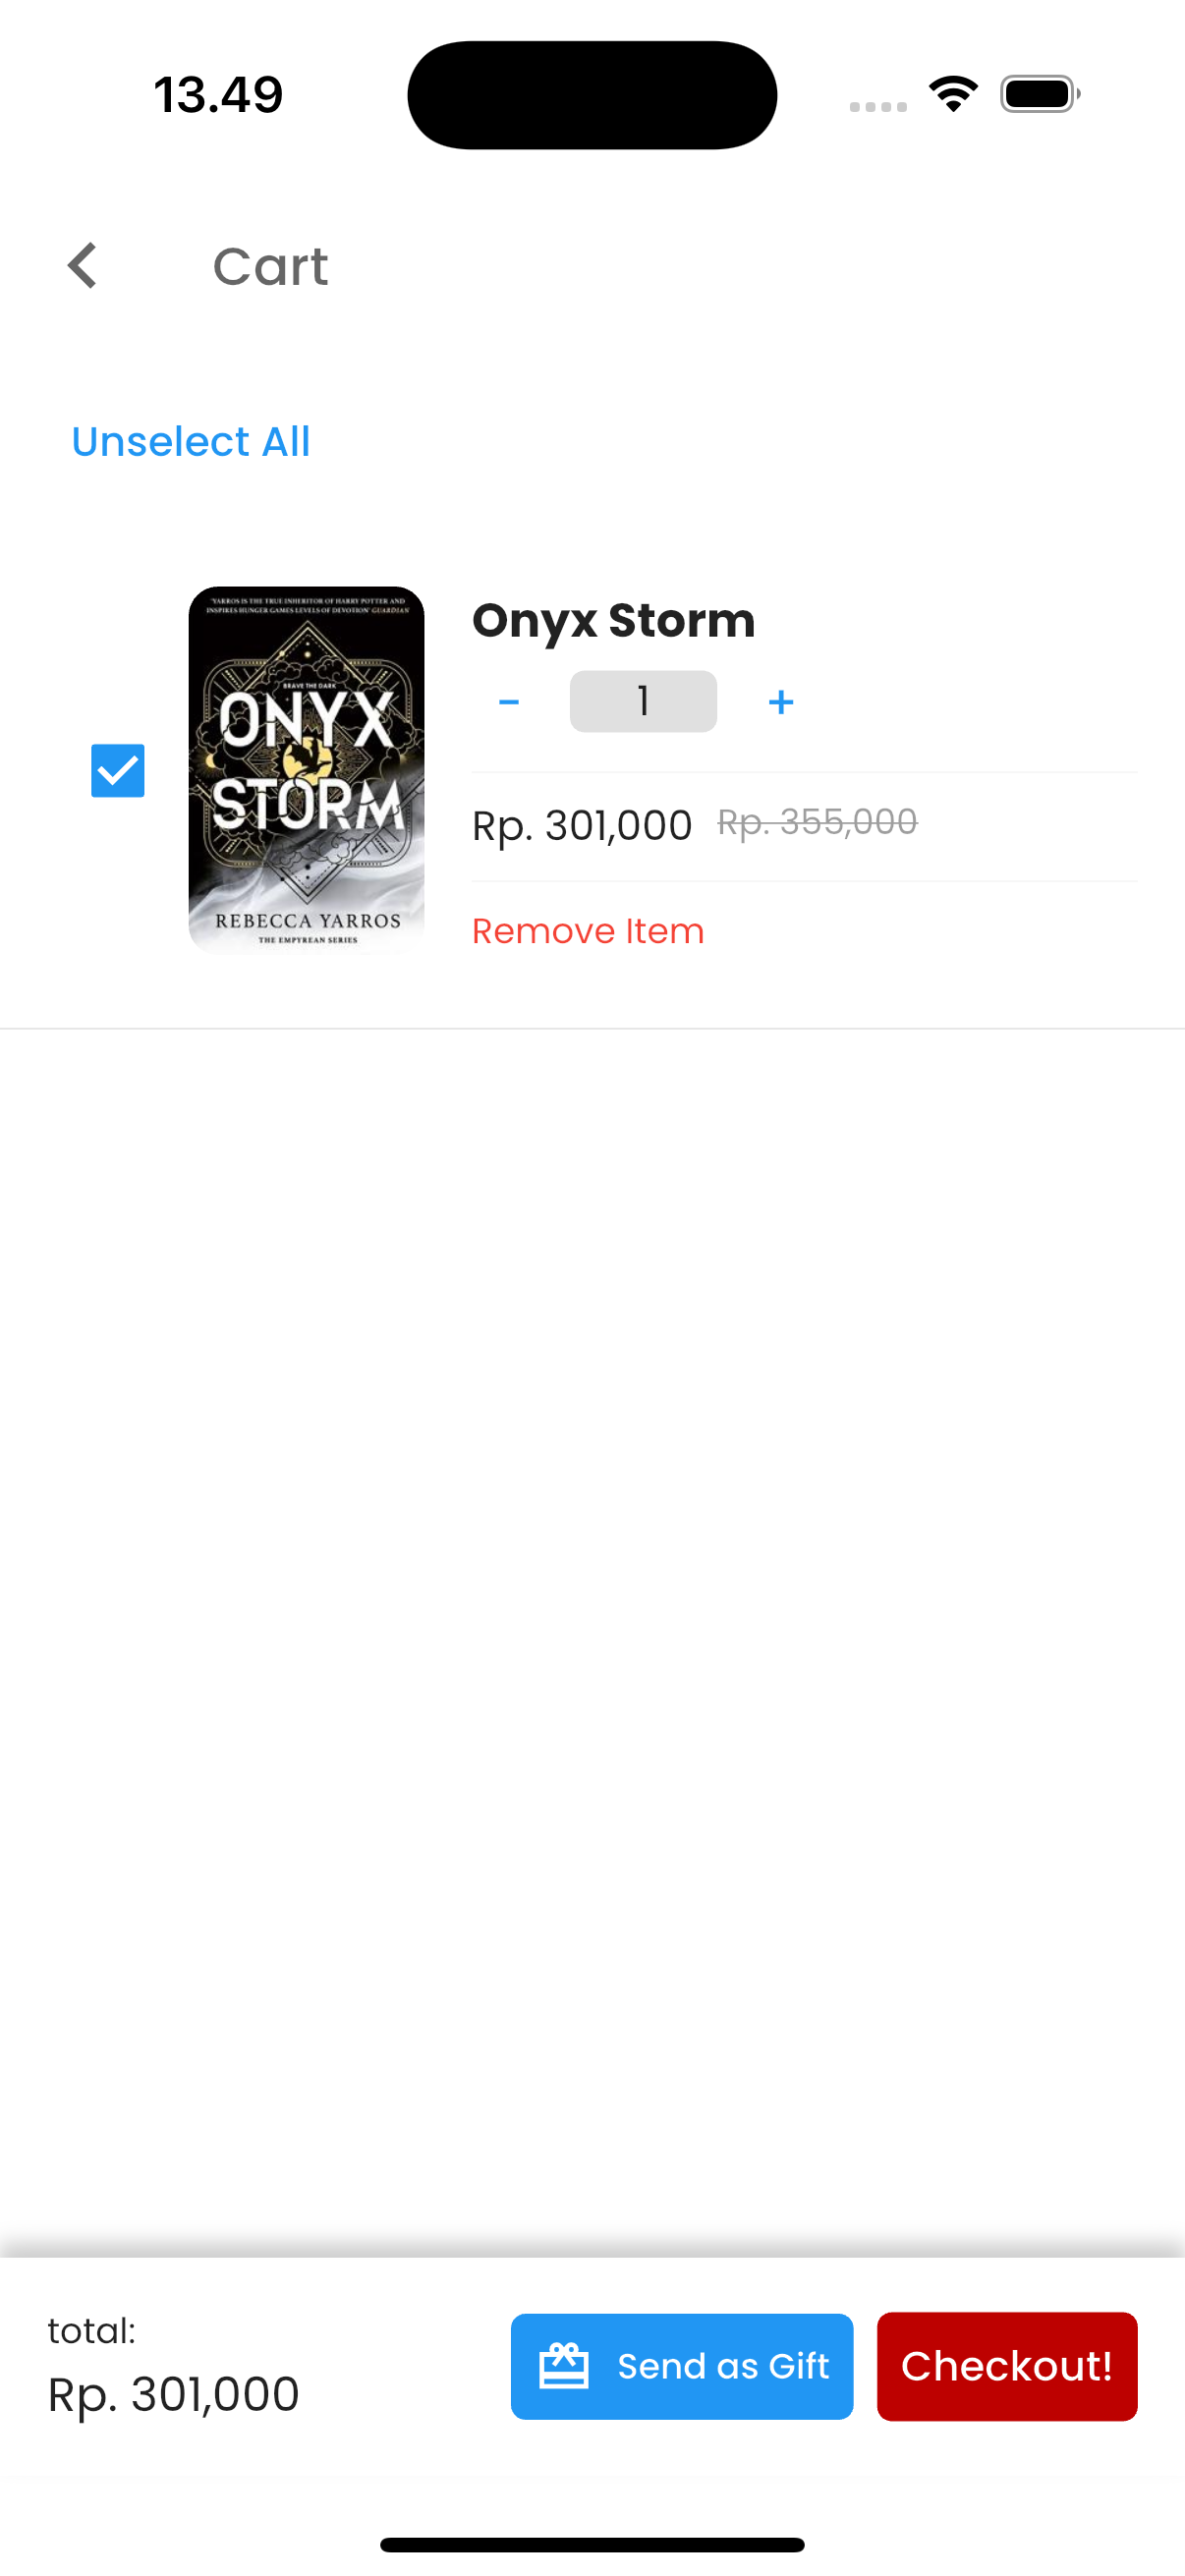 13.49
Cart
Unselect All
'YARROS IS THE TRUE INHERITOR OF HARRY POTTER AND
INSPIRES HUNGER GAMES LEVELS OF DEVOTION' GUARDIAN
BRAVE THE DARK
ONYX
STORM
REBECCA YARROS
THE EMPYREAN SERIES
Onyx Storm
- 1 +
Rp. 301,000 Rp. 355,000
Remove Item
total:
Rp. 301,000
Send as Gift
Checkout!